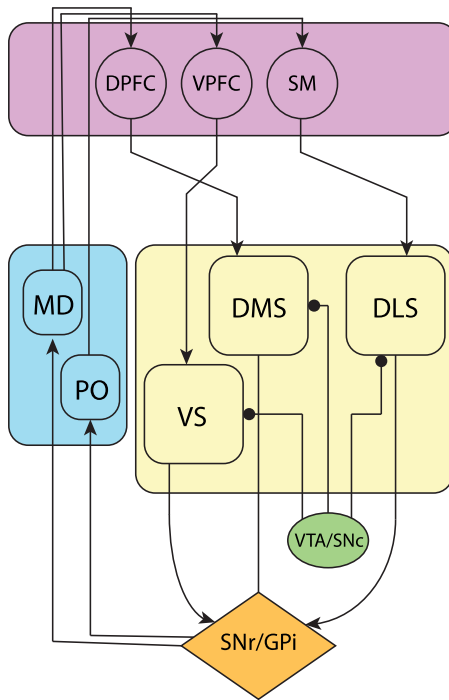 DPFC
VPFC
SM
MD
DMS
DLS
PO
VS
VTA/SNc
SNr/GPi